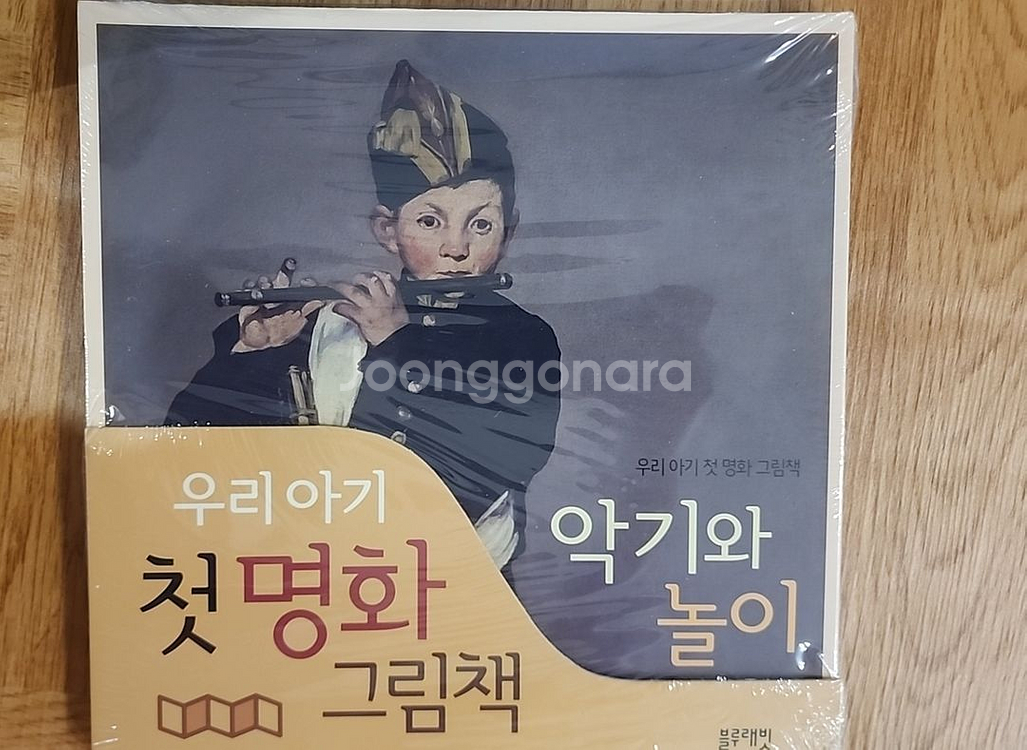 Joonggonara
우리 아기 첫 명화 그림책
악기와
놀이
우리 아기
첫 명화
그림책
블루래빗